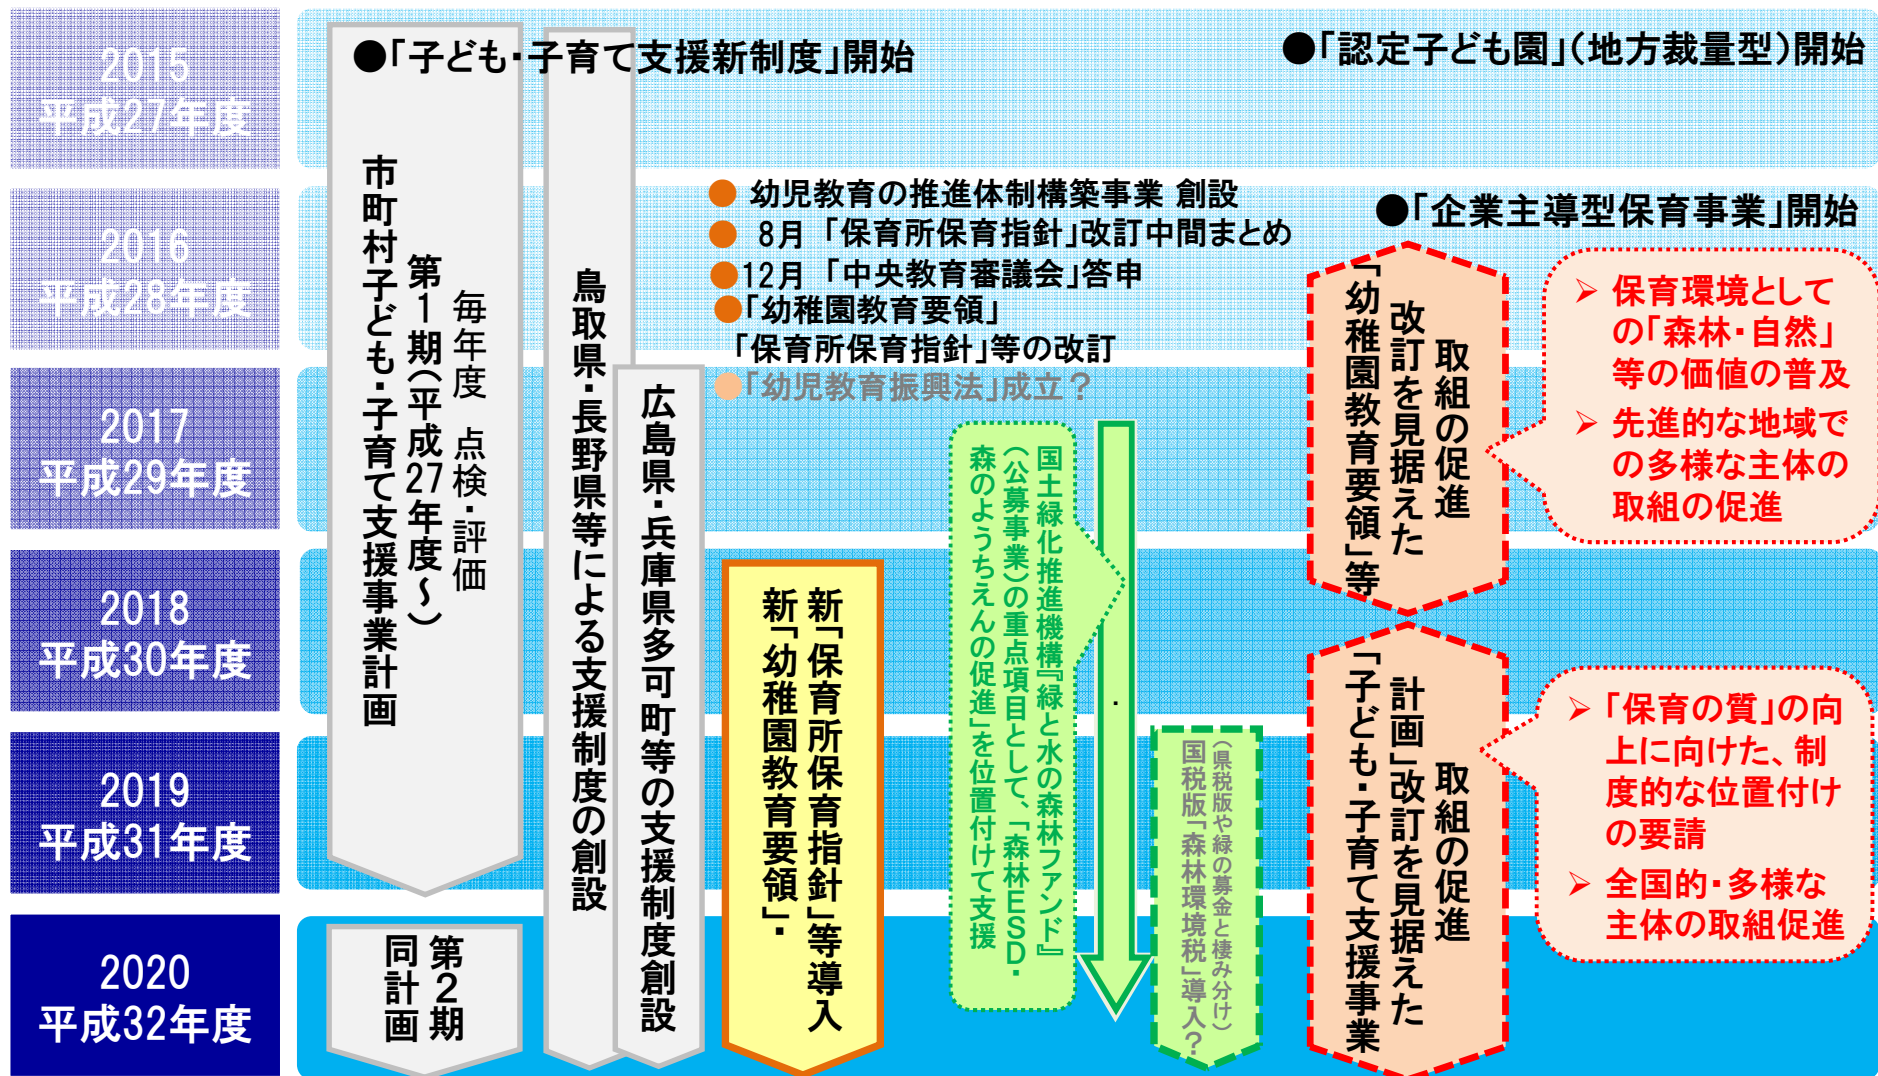 2015
平成27年度
2016
平成28年度
2017
平成29年度
2018
平成30年度
2019
平成31年度
2020
平成32年度
●「子ども・子育て支援新制度」開始
●「認定子ども園」（地方裁量型）開始
市町村子ども・子育て支援事業計画
第1期（平成27年度～）
毎年度 点検・評価
同計画
第2期
鳥取県・長野県等による支援制度の創設
広島県・兵庫県多可町等の支援制度創設
● 幼児教育の推進体制構築事業 創設
● 8月 「保育所保育指針」改訂中間まとめ
●12月 「中央教育審議会」答申
●「幼稚園教育要領」
「保育所保育指針」等の改訂
●「幼児教育振興法」成立？
●「企業主導型保育事業」開始
新「保育所保育指針」等導入
新「幼稚園教育要領」・
国土緑化推進機構『緑と水の森林ファンド』
（公募事業）の重点項目として、「森林ESD・
森のようちえんの促進」を位置付けて支援
（県税版や緑の募金と棲み分け）
国税版「森林環境税」導入？
「幼稚園教育要領」等
改訂を見据えた
取組の促進
➢ 保育環境として
の「森林・自然」
等の価値の普及
➢ 先進的な地域で
の多様な主体の
取組の促進
「子ども・子育て支援事業
計画」改訂を見据えた
取組の促進
➢ 「保育の質」の向
上に向けた、制
度的な位置付け
の要請
➢ 全国的・多様な
主体の取組促進